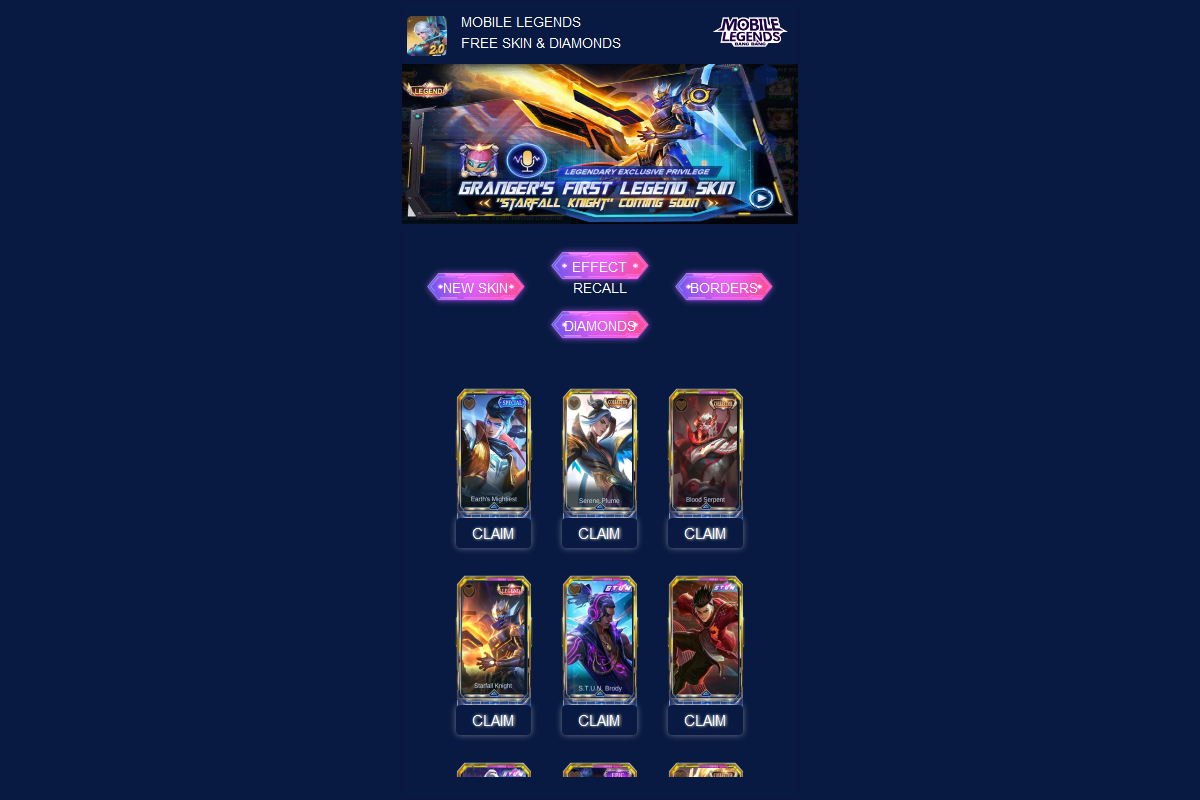 MOBILE LEGENDS
FREE SKIN & DIAMONDS
2.0
MOBILE
LEGENDS
BANG BANG
LEGEND
LEGENDARY EXCLUSIVE PRIVILEGE
GRANGER'S FIRST LEGEND SKIN
"STARFALL KNIGHT" COMING SOON
NEW SKIN
EFFECT
RECALL
BORDERS
DIAMONDS
SPECIAL
Earth's Mightiest
Serene Plume
Blood Serpent
CLAIM
CLAIM
CLAIM
LEGEND
S.T.U.N
S.T.U.N
Starfall Knight
S.T.U.N. Brody
CLAIM
CLAIM
CLAIM
EPIC